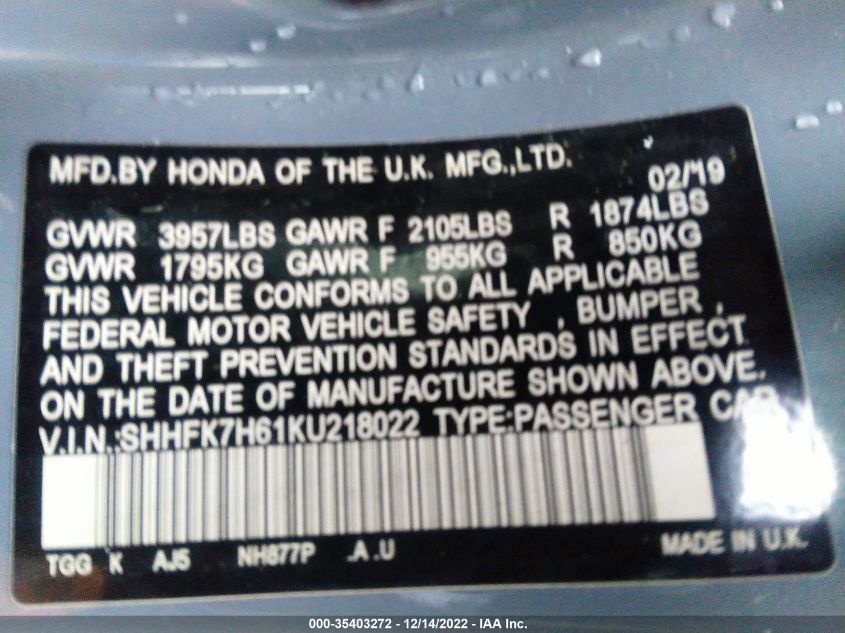 MFD.BY HONDA OF THE U.K. MFG.,LTD. 02/'19
GVWR 3957LBS GAWR F 2105LBS R 1874LBS
GVWR 1795KG GAWR F 955KG R 850KG
THIS VEHICLE CONFORMS TO ALL APPLICABLE
FEDERAL MOTOR VEHICLE SAFETY , BUMPER ,
AND THEFT PREVENTION STANDARDS IN EFFECT
ON THE DATE OF MANUFACTURE SHOWN ABOVE.
V.I.N.:SHHFK7H61KU218022 TYPE:PASSENGER CAR
TGG K AJ5 NH877P .A .U MADE IN U.K.
000-35403272 - 12/14/2022 - IAA Inc.